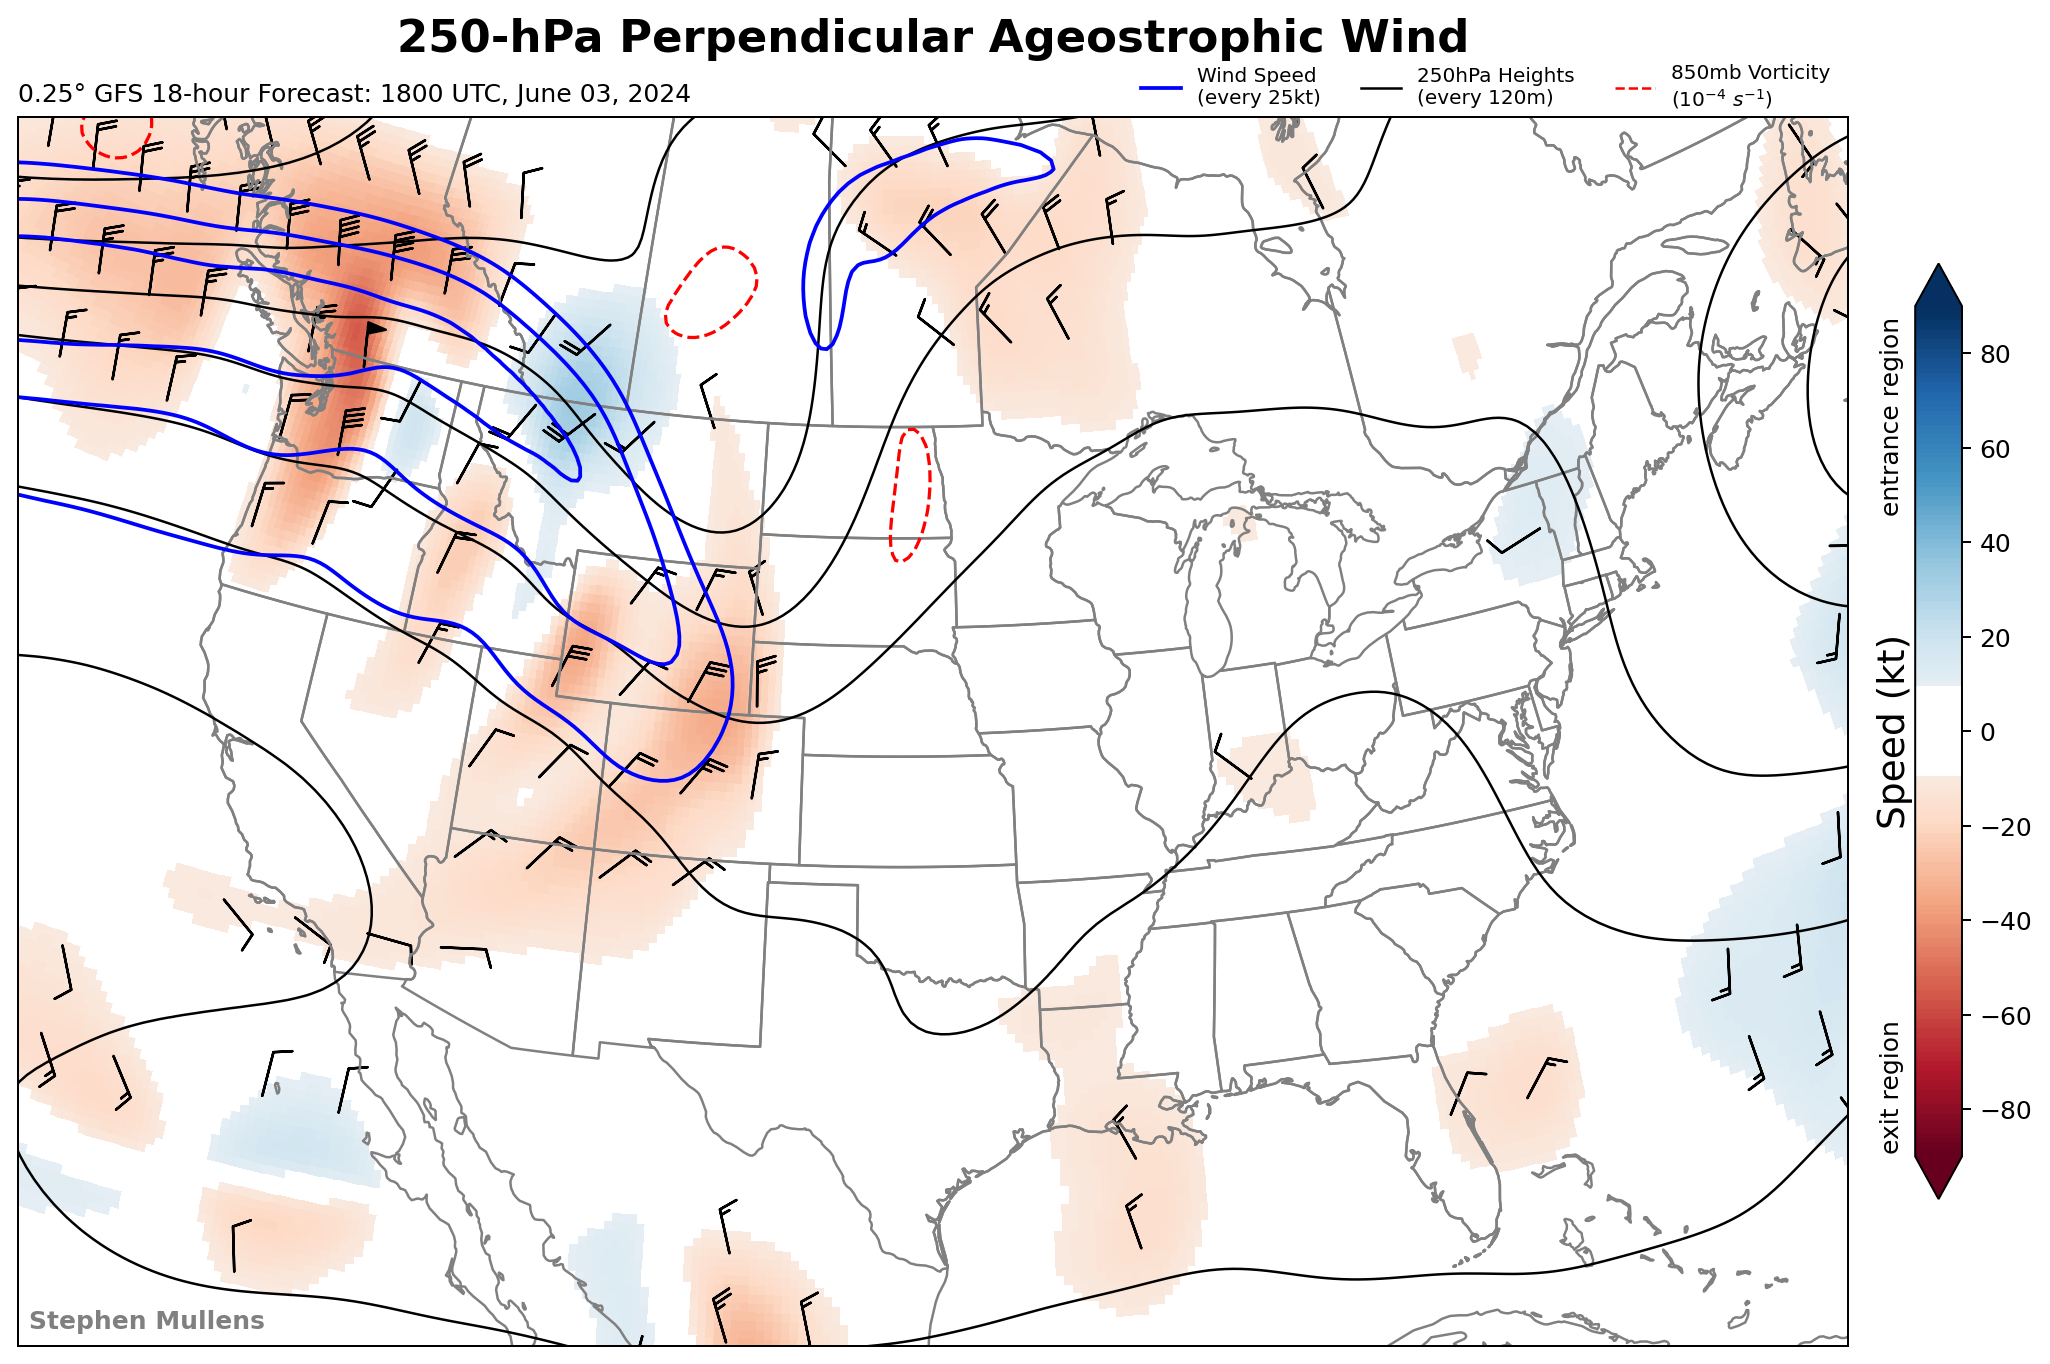 250-hPa Perpendicular Ageostrophic Wind
0.25° GFS 18-hour Forecast: 1800 UTC, June 03, 2024
Wind Speed
(every 25kt)
250hPa Heights
(every 120m)
850mb Vorticity
(10⁻⁴ s⁻¹)
entrance region
Speed (kt)
exit region
80
60
40
20
0
−20
−40
−60
−80
Stephen Mullens